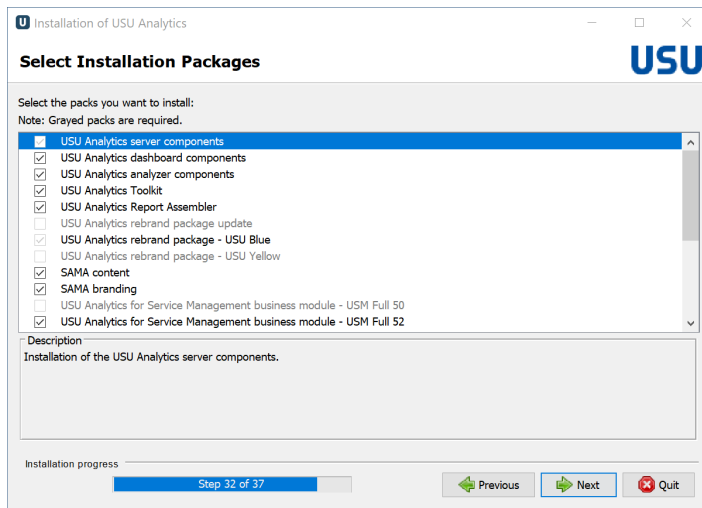 U Installation of USU Analytics
Select Installation Packages
USU
Select the packs you want to install:
Note: Grayed packs are required.
USU Analytics server components
USU Analytics dashboard components
USU Analytics analyzer components
USU Analytics Toolkit
USU Analytics Report Assembler
USU Analytics rebrand package update
USU Analytics rebrand package - USU Blue
USU Analytics rebrand package - USU Yellow
SAMA content
SAMA branding
USU Analytics for Service Management business module - USM Full 50
USU Analytics for Service Management business module - USM Full 52
Description
Installation of the USU Analytics server components.
Installation progress
Step 32 of 37
Previous
Next
Quit